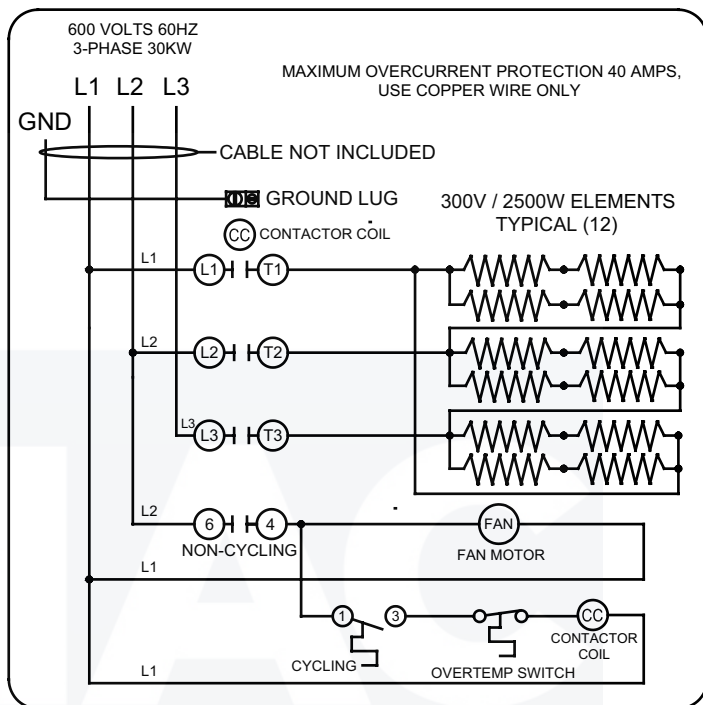 600 VOLTS 60HZ
3-PHASE 30KW
L1 L2 L3
MAXIMUM OVERCURRENT PROTECTION 40 AMPS,
USE COPPER WIRE ONLY
GND
CABLE NOT INCLUDED
GROUND LUG
300V / 2500W ELEMENTS
TYPICAL (12)
CC CONTACTOR COIL
L1 L1 T1
L2 L2 T2
L3 L3 T3
L2 6 4 FAN
NON-CYCLING
FAN MOTOR
L1
1 3 CC
CONTACTOR
COIL
CYCLING
OVERTEMP SWITCH
L1
TAC